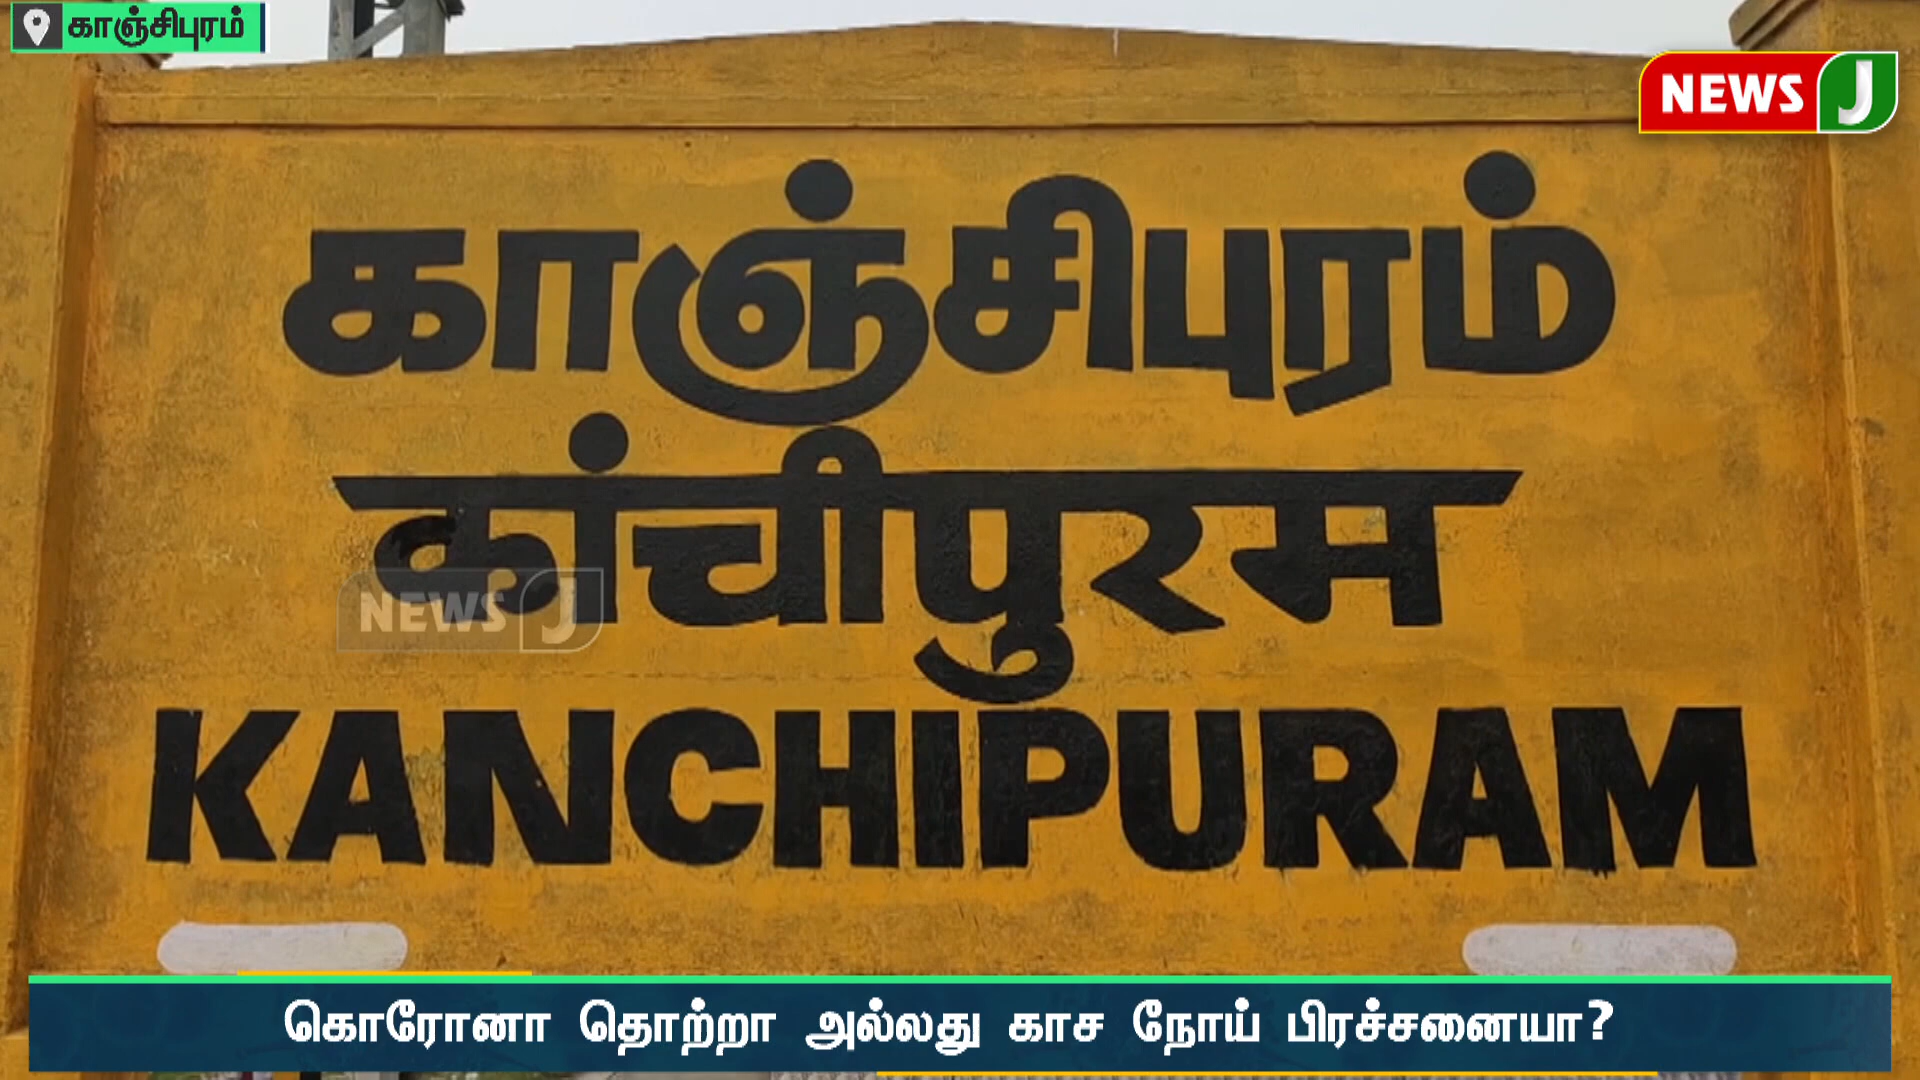 காஞ்சிபுரம்
NEWS J
காஞ்சிபுரம்
कांचीपुरम
NEWS J
KANCHIPURAM
கொரோனா தொற்றா அல்லது காச நோய் பிரச்சனையா?